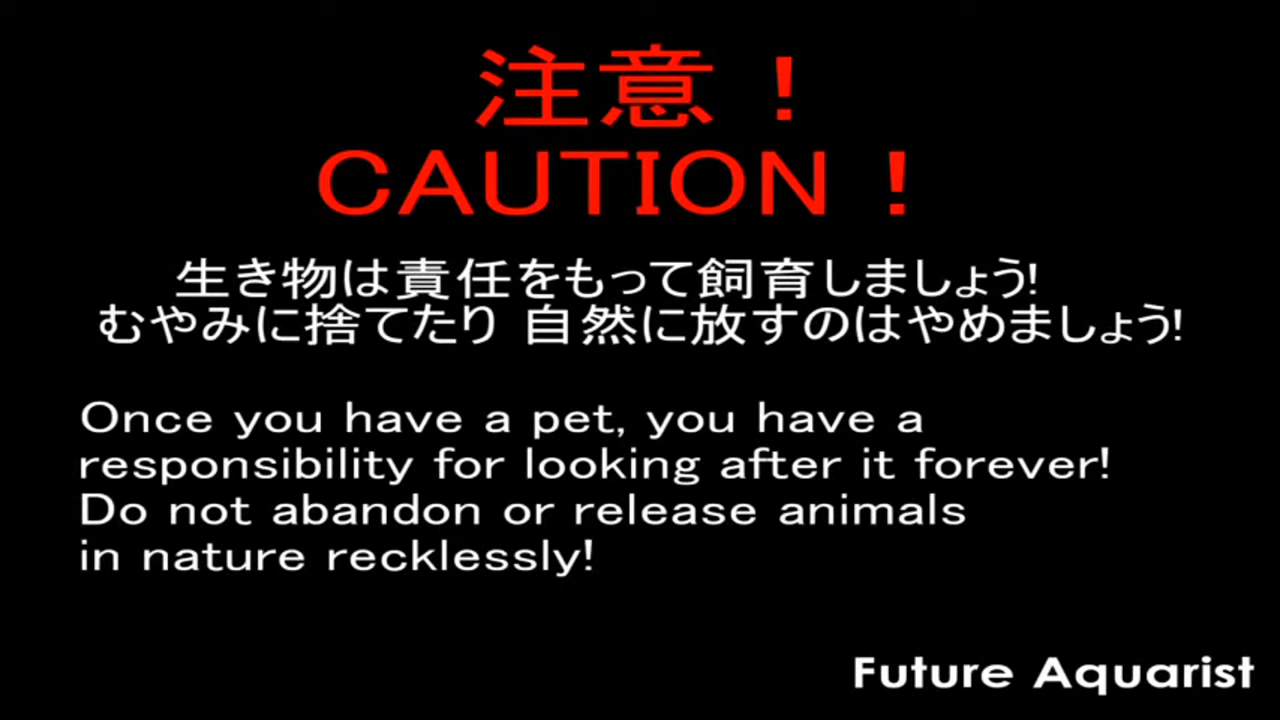 注意！
CAUTION！
生き物は責任をもって飼育しましょう!
むやみに捨てたり 自然に放すのはやめましょう!
Once you have a pet, you have a
responsibility for looking after it forever!
Do not abandon or release animals
in nature recklessly!
Future Aquarist